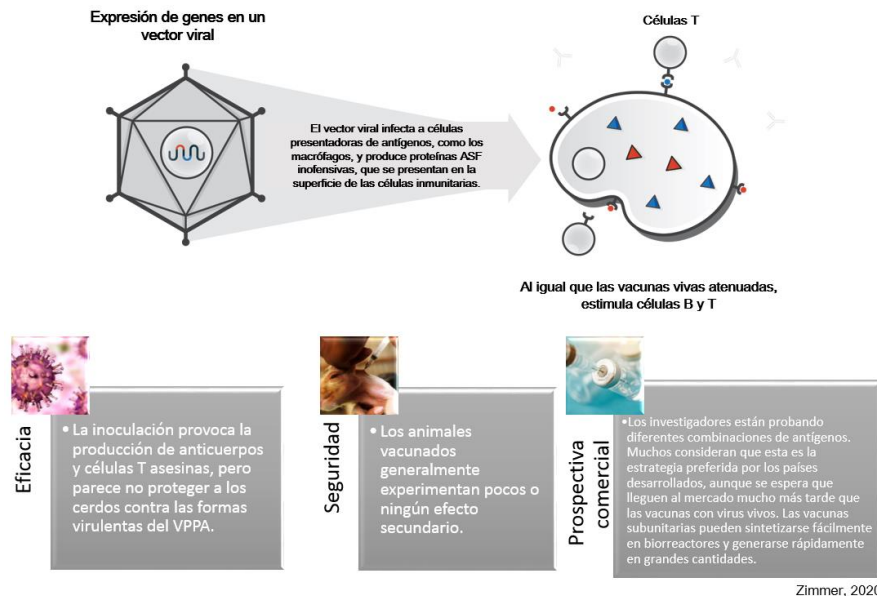 Expresión de genes en un
vector viral
Células T
El vector viral infecta a células
presentadoras de antígenos, como los
macrófagos, y produce proteínas ASF
inofensivas, que se presentan en la
superficie de las células inmunitarias.
Al igual que las vacunas vivas atenuadas,
estimula células B y T
Eficacia
• La inoculación provoca la
producción de anticuerpos
y células T asesinas, pero
parece no proteger a los
cerdos contra las formas
virulentas del VPPA.
Seguridad
• Los animales
vacunados
generalmente
experimentan pocos o
ningún efecto
secundario.
Prospectiva
comercial
•Los investigadores están probando
diferentes combinaciones de antígenos.
Muchos consideran que esta es la
estrategia preferida por los países
desarrollados, aunque se espera que
lleguen al mercado mucho más tarde que
las vacunas con virus vivos. Las vacunas
subunitarias pueden sintetizarse fácilmente
en biorreactores y generarse rápidamente
en grandes cantidades.
Zimmer, 2020